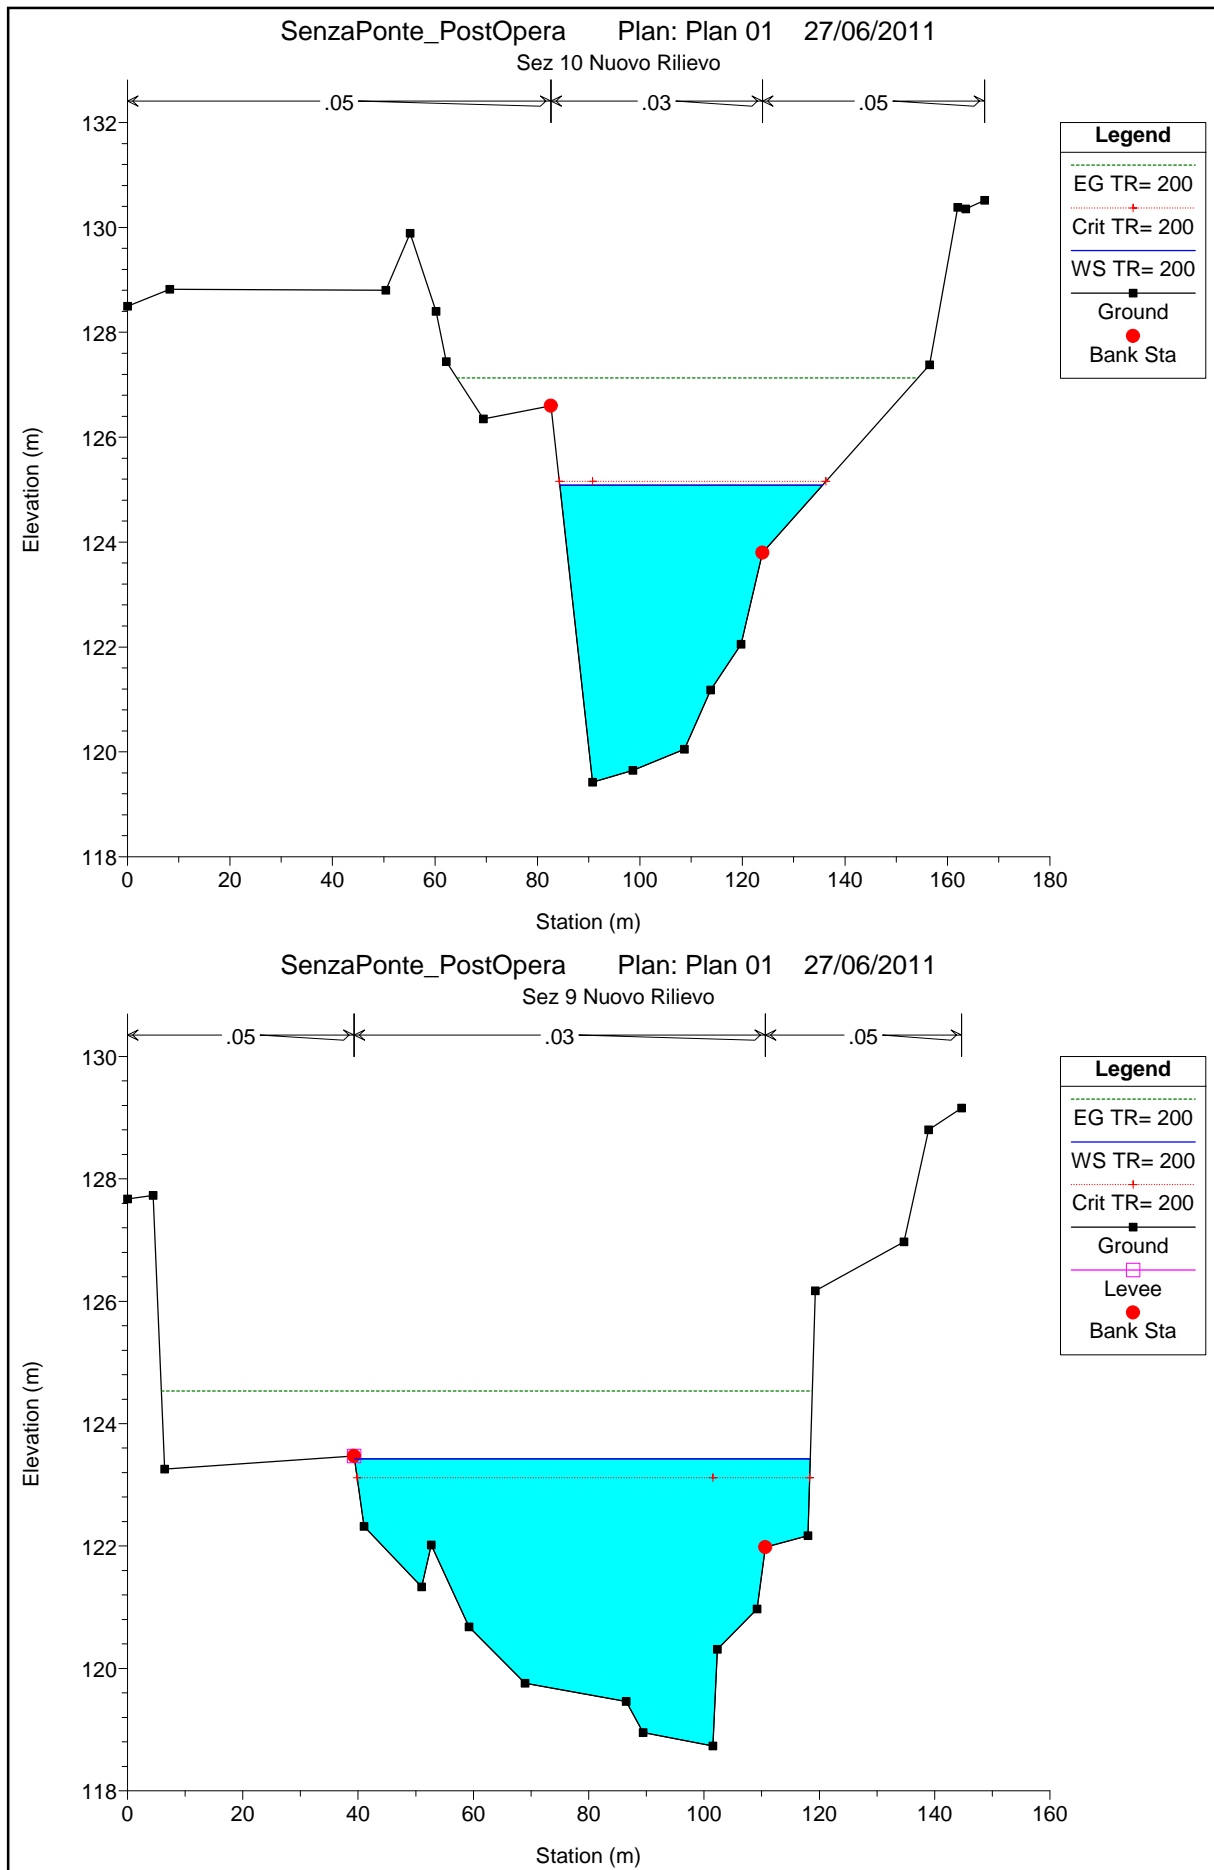 SenzaPonte_PostOpera Plan: Plan 01 27/06/2011
Sez 10 Nuovo Rilievo
.05 .03 .05
132
130
128
126
124
122
120
118
Elevation (m)
0 20 40 60 80 100 120 140 160 180
Station (m)
Legend
EG TR= 200
Crit TR= 200
WS TR= 200
Ground
Bank Sta
SenzaPonte_PostOpera Plan: Plan 01 27/06/2011
Sez 9 Nuovo Rilievo
.05 .03 .05
130
128
126
124
122
120
118
Elevation (m)
0 20 40 60 80 100 120 140 160
Station (m)
Legend
EG TR= 200
WS TR= 200
Crit TR= 200
Ground
Levee
Bank Sta